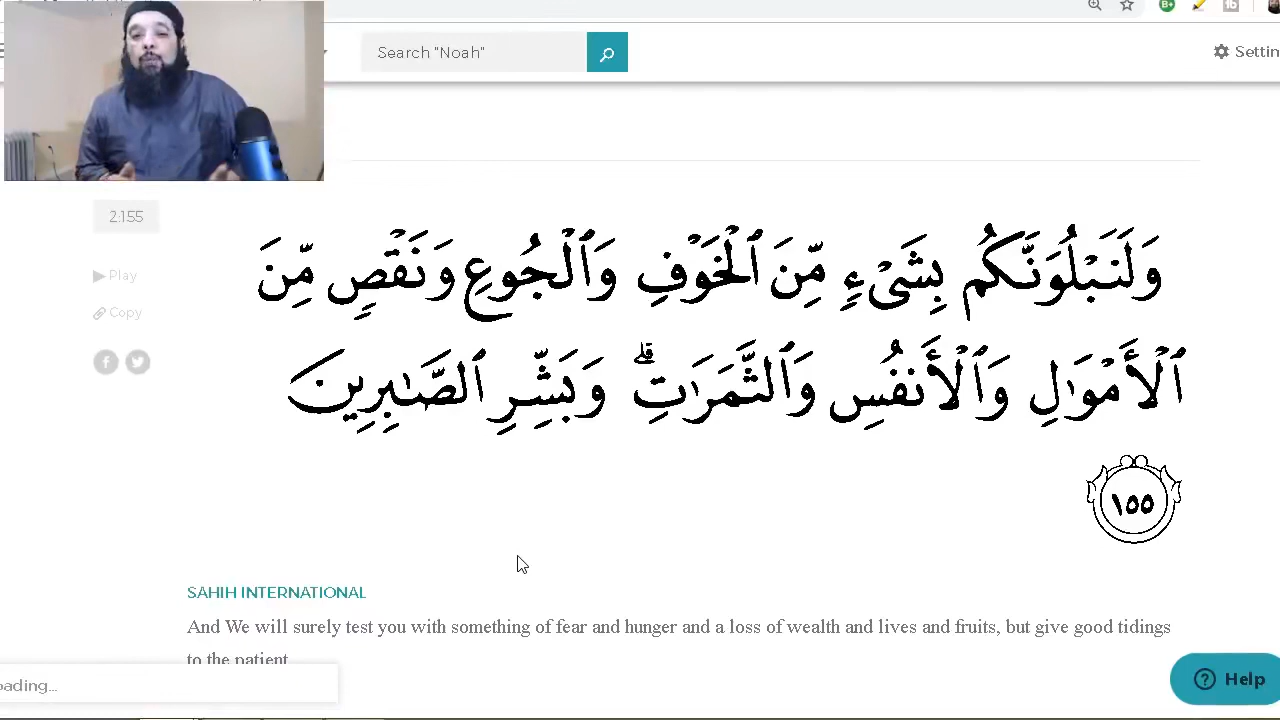 Search "Noah"
Settin
2:155
Play
Copy
وَلَنَبْلُوَنَّكُم بِشَىْءٍ مِّنَ ٱلْخَوْفِ وَٱلْجُوعِ وَنَقْصٍ مِّنَ
ٱلْأَمْوَٰلِ وَٱلْأَنفُسِ وَٱلثَّمَرَٰتِ ۗ وَبَشِّرِ ٱلصَّـٰبِرِينَ
١٥٥
SAHIH INTERNATIONAL
And We will surely test you with something of fear and hunger and a loss of wealth and lives and fruits, but give good tidings
to the patient
oading...
Help